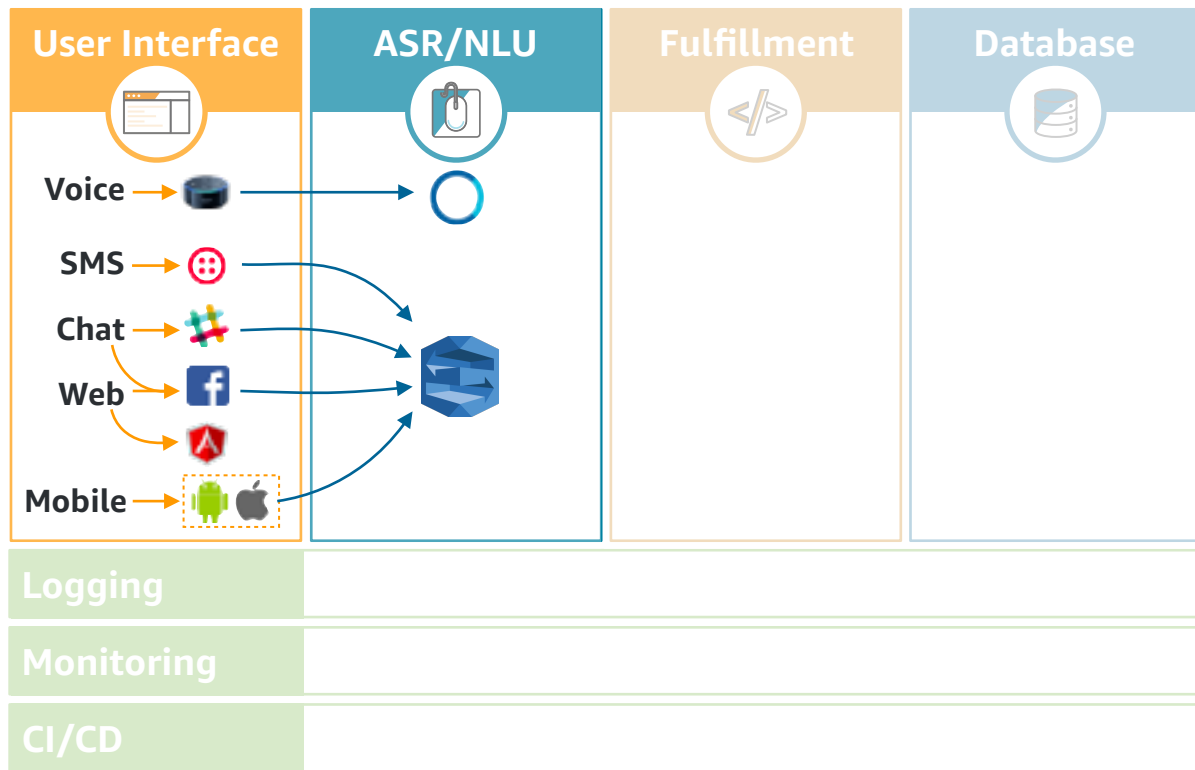 User Interface
ASR/NLU
Fulfillment
Database
Voice
SMS
Chat
Web
Mobile
Logging
Monitoring
CI/CD